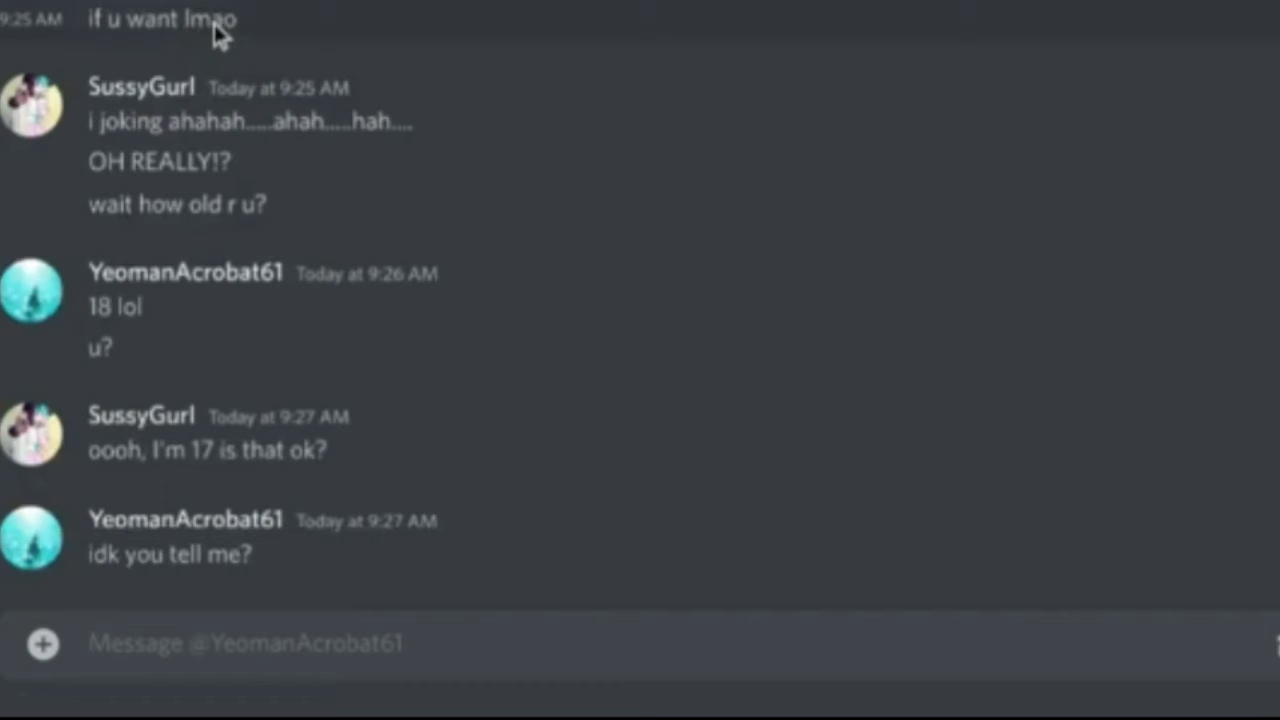 9:25 AM if u want lmao
SussyGurl Today at 9:25 AM
i joking ahahah.....ahah.....hah....
OH REALLY!?
wait how old r u?
YeomanAcrobat61 Today at 9:26 AM
18 lol
u?
SussyGurl Today at 9:27 AM
oooh, I'm 17 is that ok?
YeomanAcrobat61 Today at 9:27 AM
idk you tell me?
Message @YeomanAcrobat61